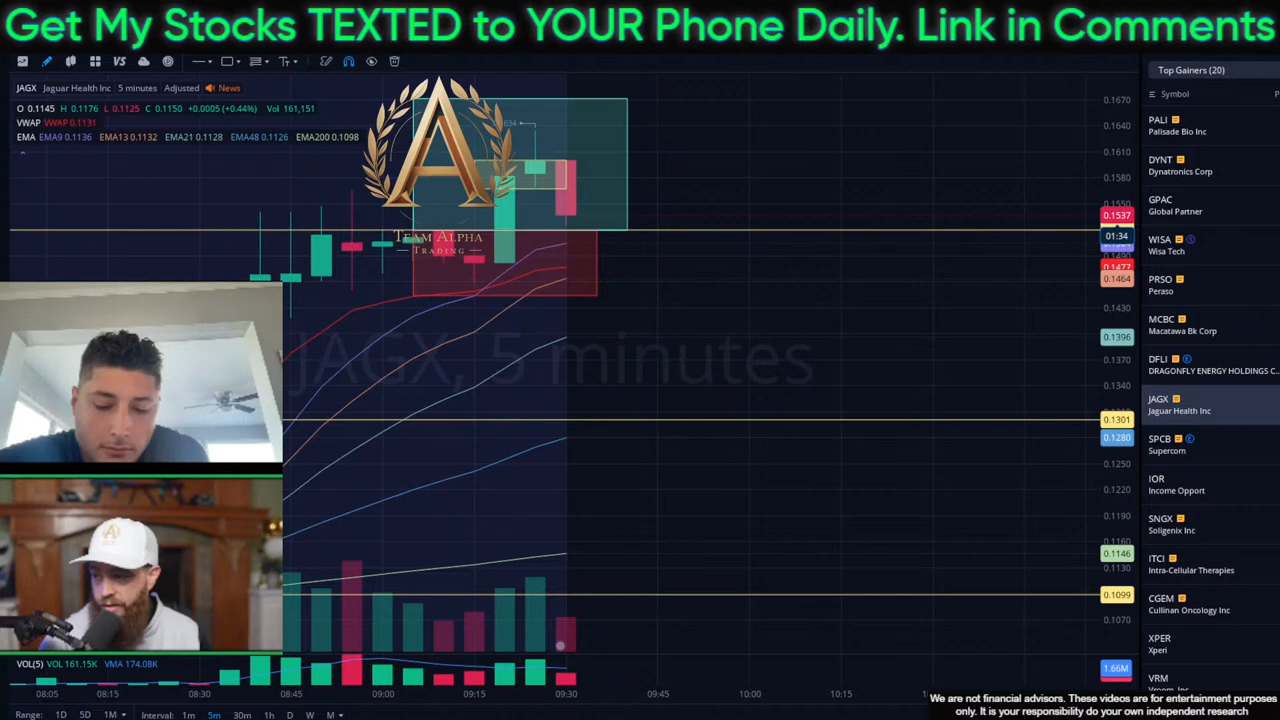 Get My Stocks TEXTED to YOUR Phone Daily. Link in Comments
VS
JAGX Jaguar Health Inc 5 minutes Adjusted News
O 0.1145 H 0.1176 L 0.1125 C 0.1150 +0.0005 (+0.44%) Vol 161,151
VWAP VWAP 0.1131
EMA EMA9 0.1136 EMA13 0.1132 EMA21 0.1128 EMA48 0.1126 EMA200 0.1098
TEAM ALPHA
TRADING
JAGX, 5 minutes
0.1670
0.1640
0.1610
0.1580
0.1550
0.1537
01:34
0.1490
0.1477
0.1464
0.1430
0.1396
0.1370
0.1340
0.1301
0.1280
0.1250
0.1220
0.1190
0.1160
0.1146
0.1130
0.1099
0.1070
1.66M
VOL(5) VOL 161.15K VMA 174.08K
08:05 08:15 08:30 08:45 09:00 09:15 09:30 09:45 10:00 10:15
Range: 1D 5D 1M Interval: 1m 5m 30m 1h D W M
Top Gainers (20)
Symbol
PALI
Palisade Bio Inc
DYNT
Dynatronics Corp
GPAC
Global Partner
WISA
Wisa Tech
PRSO
Peraso
MCBC
Macatawa Bk Corp
DFLI
DRAGONFLY ENERGY HOLDINGS C...
JAGX
Jaguar Health Inc
SPCB
Supercom
IOR
Income Opport
SNGX
Soligenix Inc
ITCI
Intra-Cellular Therapies
CGEM
Cullinan Oncology Inc
XPER
Xperi
VRM
We are not financial advisors. These videos are for entertainment purposes
only. It is your responsibility do your own independent research